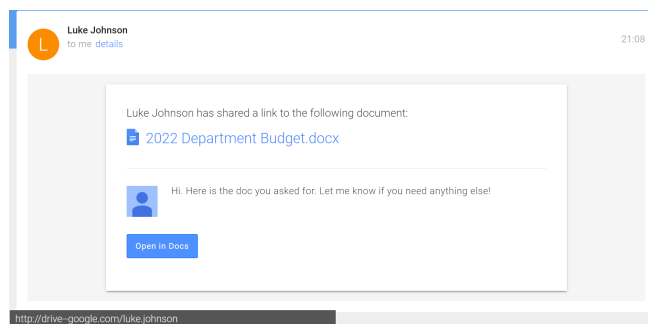 L
Luke Johnson
to me details
21:08
Luke Johnson has shared a link to the following document:
2022 Department Budget.docx
Hi. Here is the doc you asked for. Let me know if you need anything else!
Open in Docs
http://drive--google.com/luke.johnson